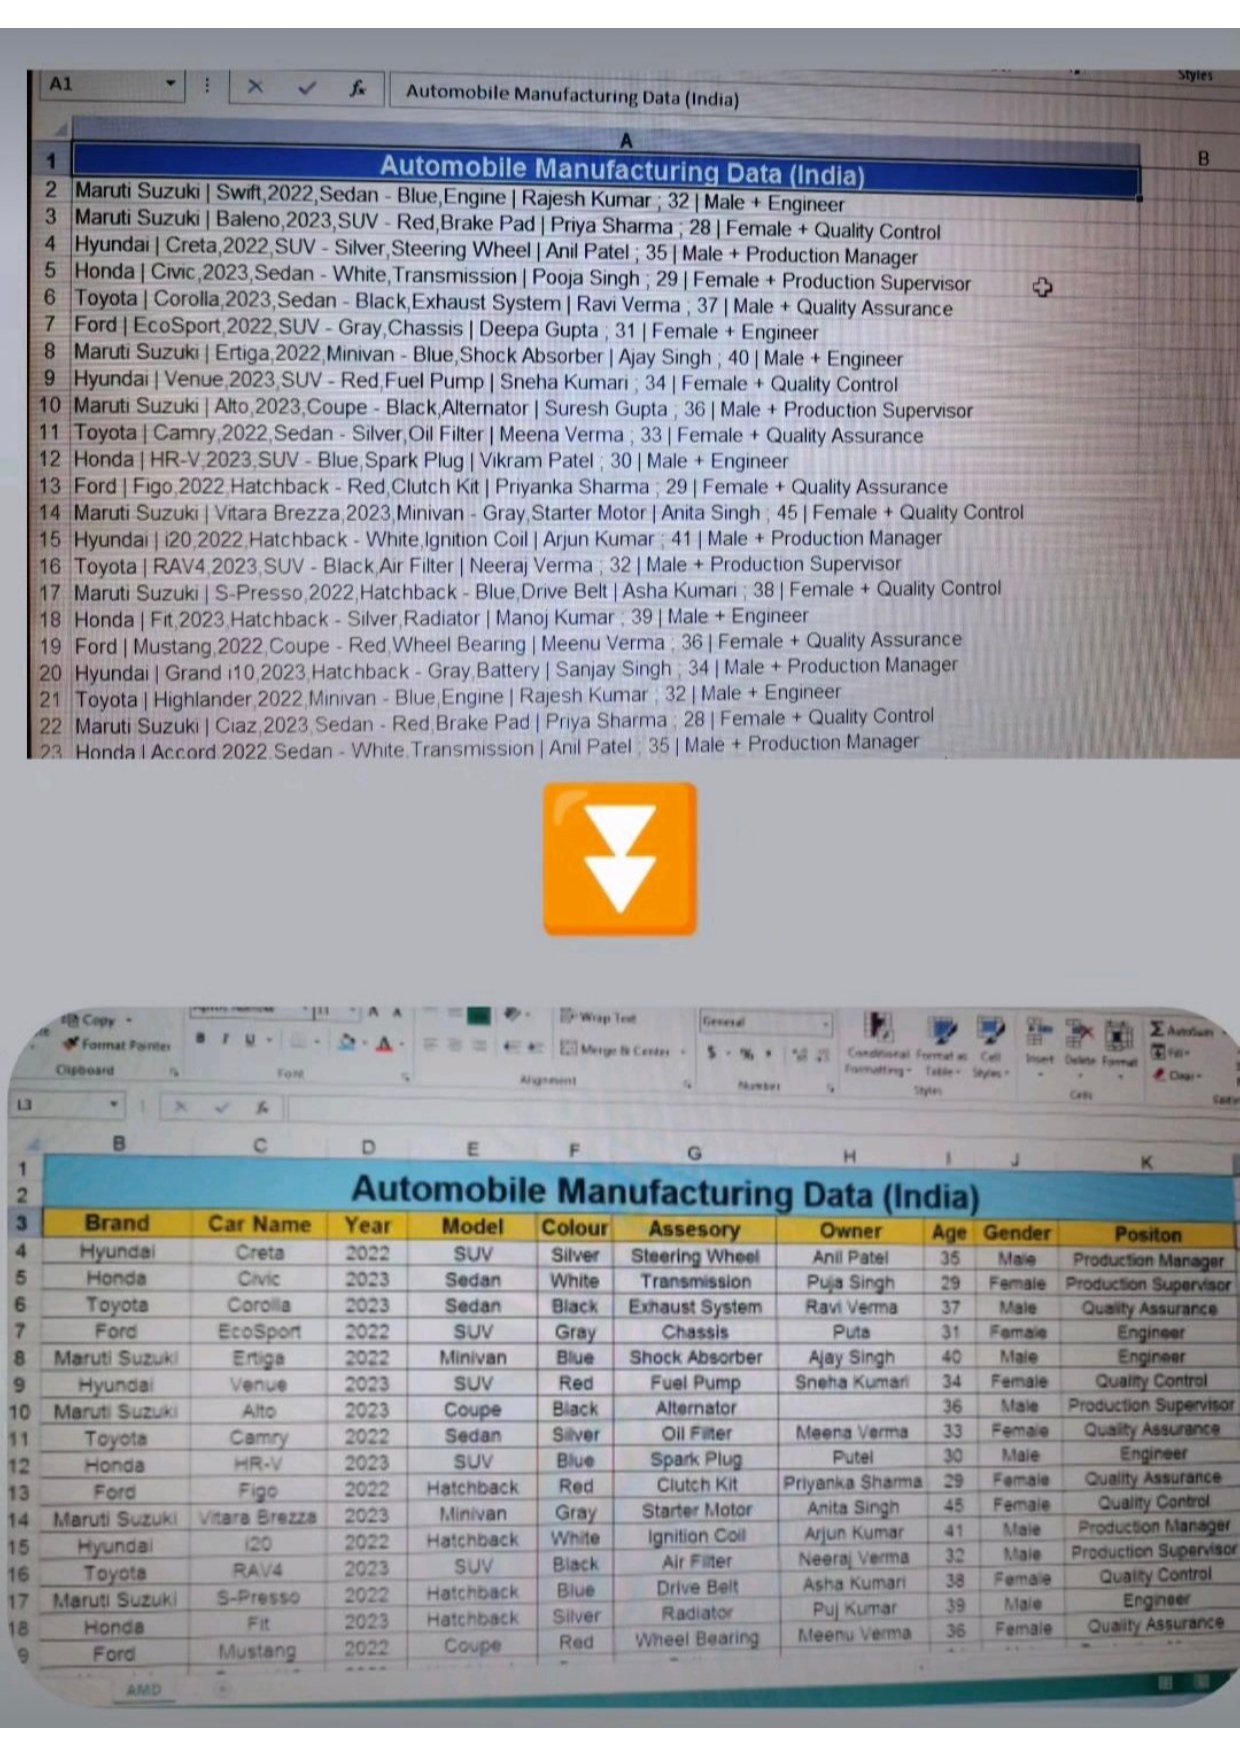 Styles
A1 fx Automobile Manufacturing Data (India)
A B
1 Automobile Manufacturing Data (India)
2 Maruti Suzuki | Swift,2022,Sedan - Blue,Engine | Rajesh Kumar ; 32 | Male + Engineer
3 Maruti Suzuki | Baleno,2023,SUV - Red,Brake Pad | Priya Sharma ; 28 | Female + Quality Control
4 Hyundai | Creta,2022,SUV - Silver,Steering Wheel | Anil Patel ; 35 | Male + Production Manager
5 Honda | Civic,2023,Sedan - White,Transmission | Pooja Singh ; 29 | Female + Production Supervisor
6 Toyota | Corolla,2023,Sedan - Black,Exhaust System | Ravi Verma ; 37 | Male + Quality Assurance
7 Ford | EcoSport,2022,SUV - Gray,Chassis | Deepa Gupta ; 31 | Female + Engineer
8 Maruti Suzuki | Ertiga,2022,Minivan - Blue,Shock Absorber | Ajay Singh ; 40 | Male + Engineer
9 Hyundai | Venue,2023,SUV - Red,Fuel Pump | Sneha Kumari ; 34 | Female + Quality Control
10 Maruti Suzuki | Alto,2023,Coupe - Black,Alternator | Suresh Gupta ; 36 | Male + Production Supervisor
11 Toyota | Camry,2022,Sedan - Silver,Oil Filter | Meena Verma ; 33 | Female + Quality Assurance
12 Honda | HR-V,2023,SUV - Blue,Spark Plug | Vikram Patel ; 30 | Male + Engineer
13 Ford | Figo,2022,Hatchback - Red,Clutch Kit | Priyanka Sharma ; 29 | Female + Quality Assurance
14 Maruti Suzuki | Vitara Brezza,2023,Minivan - Gray,Starter Motor | Anita Singh ; 45 | Female + Quality Control
15 Hyundai | i20,2022,Hatchback - White,Ignition Coil | Arjun Kumar ; 41 | Male + Production Manager
16 Toyota | RAV4,2023,SUV - Black,Air Filter | Neeraj Verma ; 32 | Male + Production Supervisor
17 Maruti Suzuki | S-Presso,2022,Hatchback - Blue,Drive Belt | Asha Kumari ; 38 | Female + Quality Control
18 Honda | Fit,2023,Hatchback - Silver,Radiator | Manoj Kumar ; 39 | Male + Engineer
19 Ford | Mustang,2022,Coupe - Red,Wheel Bearing | Meenu Verma ; 36 | Female + Quality Assurance
20 Hyundai | Grand i10,2023,Hatchback - Gray,Battery | Sanjay Singh ; 34 | Male + Production Manager
21 Toyota | Highlander,2022,Minivan - Blue,Engine | Rajesh Kumar ; 32 | Male + Engineer
22 Maruti Suzuki | Ciaz,2023,Sedan - Red,Brake Pad | Priya Sharma ; 28 | Female + Quality Control
23 Honda | Accord,2022,Sedan - White,Transmission | Anil Patel ; 35 | Male + Production Manager
Copy 11 A A Wrap Text General AutoSum
Format Painter B I U A Merge & Center $ % Conditional Formatting Format as Table Cell Styles Insert Delete Format Fill Clear
Clipboard Font Alignment Number Styles Cells
L3 fx
B C D E F G H I J K
1
2 Automobile Manufacturing Data (India)
3 Brand Car Name Year Model Colour Assesory Owner Age Gender Positon
4 Hyundai Creta 2022 SUV Silver Steering Wheel Anil Patel 35 Male Production Manager
5 Honda Civic 2023 Sedan White Transmission Puja Singh 29 Female Production Supervisor
6 Toyota Corolla 2023 Sedan Black Exhaust System Ravi Verma 37 Male Quality Assurance
7 Ford EcoSport 2022 SUV Gray Chassis Puta 31 Female Engineer
8 Maruti Suzuki Ertiga 2022 Minivan Blue Shock Absorber Ajay Singh 40 Male Engineer
9 Hyundai Venue 2023 SUV Red Fuel Pump Sneha Kumari 34 Female Quality Control
10 Maruti Suzuki Alto 2023 Coupe Black Alternator 36 Male Production Supervisor
11 Toyota Camry 2022 Sedan Silver Oil Filter Meena Verma 33 Female Quality Assurance
12 Honda HR-V 2023 SUV Blue Spark Plug Putel 30 Male Engineer
13 Ford Figo 2022 Hatchback Red Clutch Kit Priyanka Sharma 29 Female Quality Assurance
14 Maruti Suzuki Vitara Brezza 2023 Minivan Gray Starter Motor Anita Singh 45 Female Quality Control
15 Hyundai i20 2022 Hatchback White Ignition Coil Arjun Kumar 41 Male Production Manager
16 Toyota RAV4 2023 SUV Black Air Filter Neeraj Verma 32 Male Production Supervisor
17 Maruti Suzuki S-Presso 2022 Hatchback Blue Drive Belt Asha Kumari 38 Female Quality Control
18 Honda Fit 2023 Hatchback Silver Radiator Puj Kumar 39 Male Engineer
9 Ford Mustang 2022 Coupe Red Wheel Bearing Meenu Verma 36 Female Quality Assurance
AMD